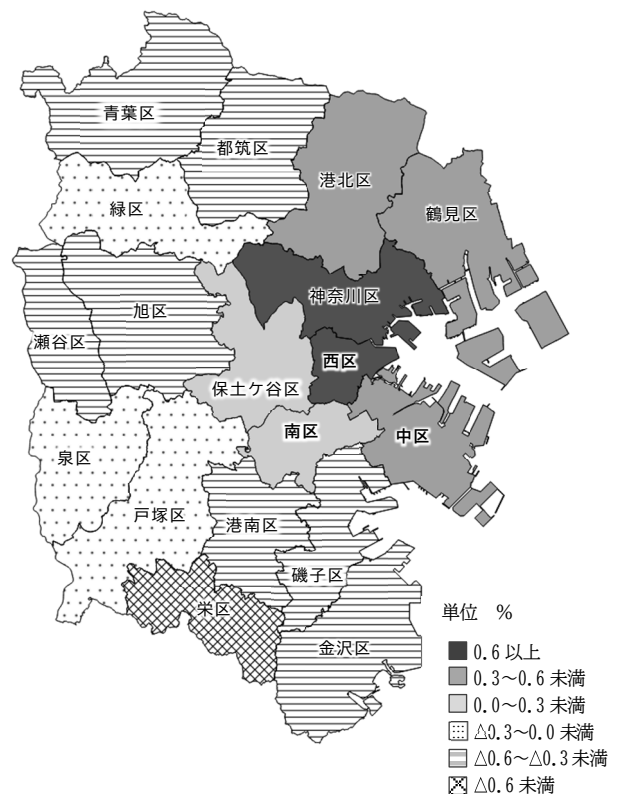 青葉区
都筑区
港北区
緑区
鶴見区
神奈川区
旭区
瀬谷区
西区
保土ケ谷区
南区
中区
泉区
戸塚区
港南区
磯子区
栄区
金沢区
単位 %
0.6 以上
0.3～0.6 未満
0.0～0.3 未満
△0.3～0.0 未満
△0.6～△0.3 未満
△0.6 未満